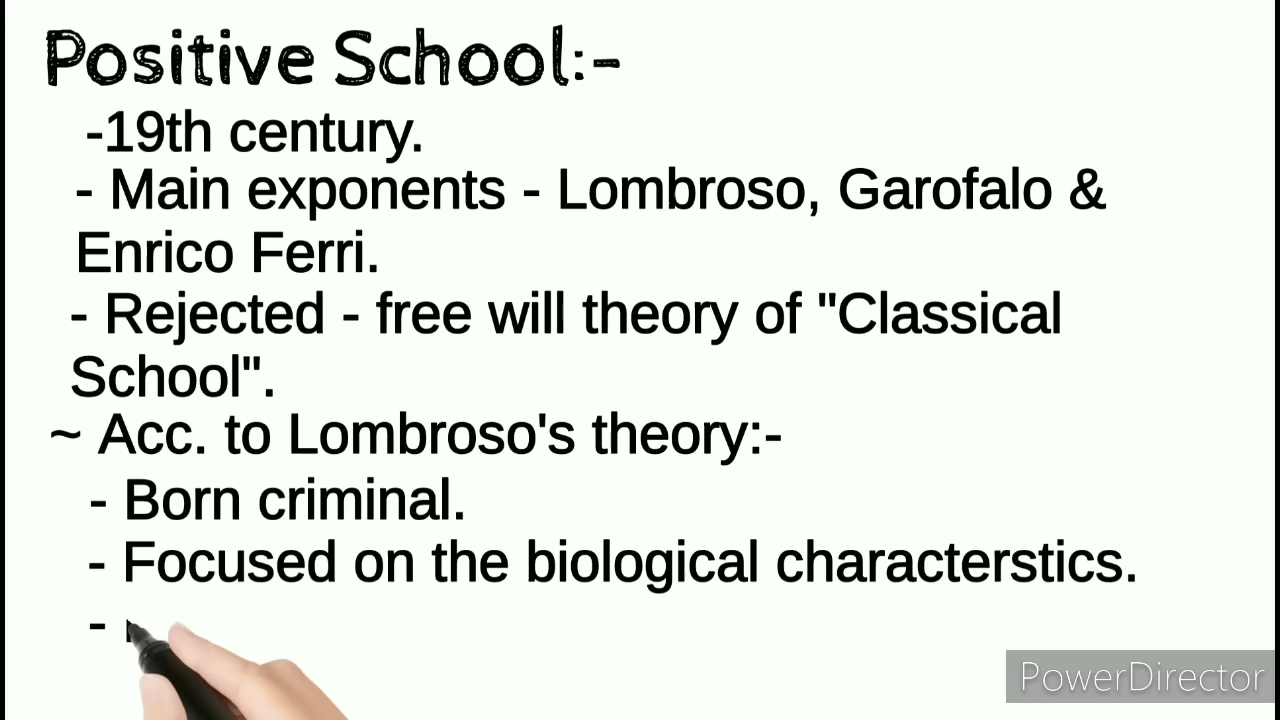 Positive School:-
-19th century.
- Main exponents - Lombroso, Garofalo &
Enrico Ferri.
- Rejected - free will theory of "Classical
School".
~ Acc. to Lombroso's theory:-
- Born criminal.
- Focused on the biological characterstics.
-
PowerDirector